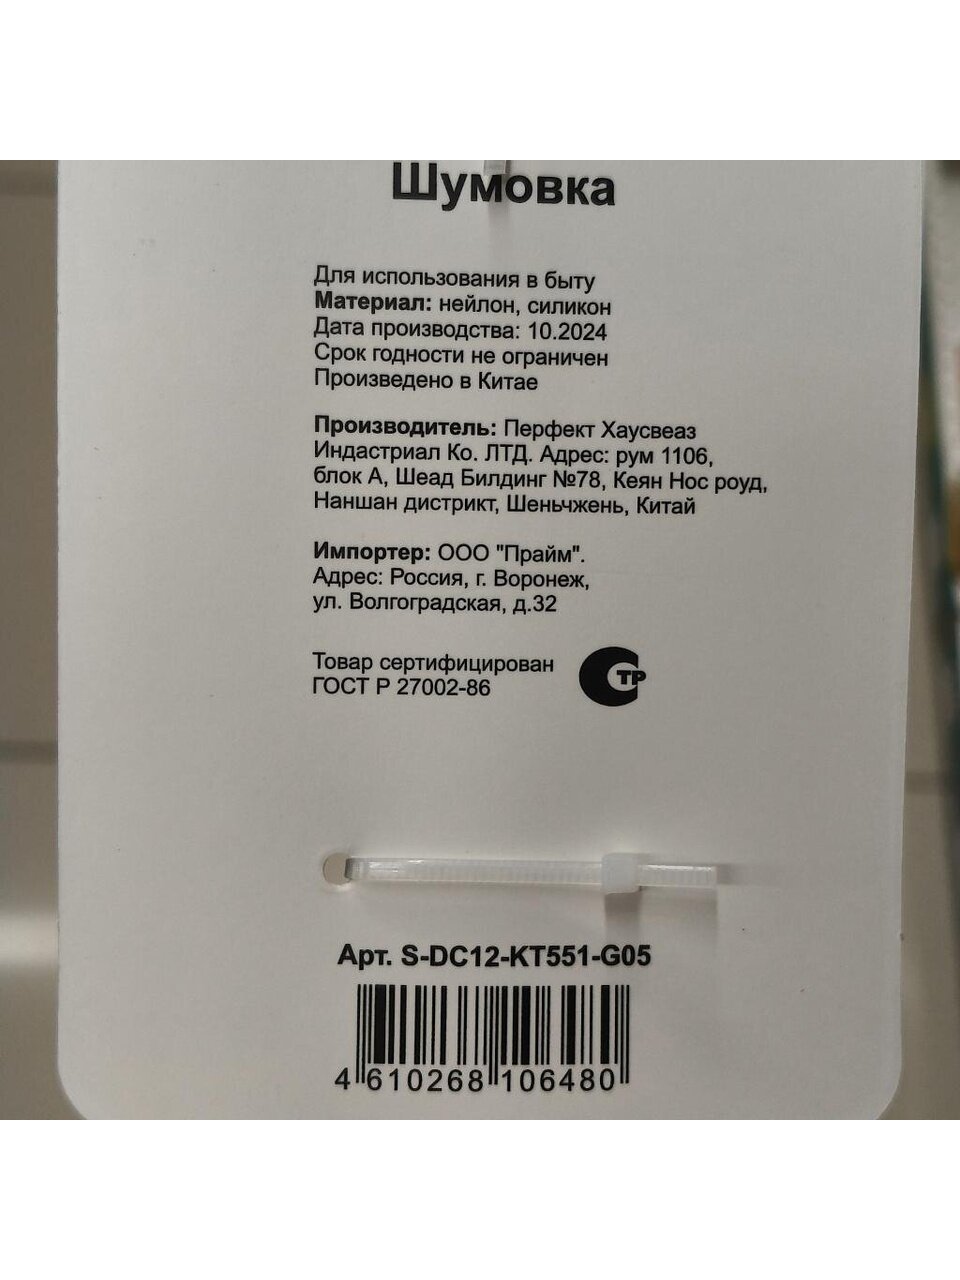 Шумовка
Для использования в быту
Материал: нейлон, силикон
Дата производства: 10.2024
Срок годности не ограничен
Произведено в Китае
Производитель: Перфект Хаусвеаз
Индастриал Ко. ЛТД. Адрес: рум 1106,
блок А, Шеад Билдинг №78, Кеян Нос роуд,
Наншан дистрикт, Шеньчжень, Китай
Импортер: ООО "Прайм".
Адрес: Россия, г. Воронеж,
ул. Волгоградская, д.32
Товар сертифицирован
ГОСТ Р 27002-86
СТР
Арт. S-DC12-KT551-G05
4 610268 106480